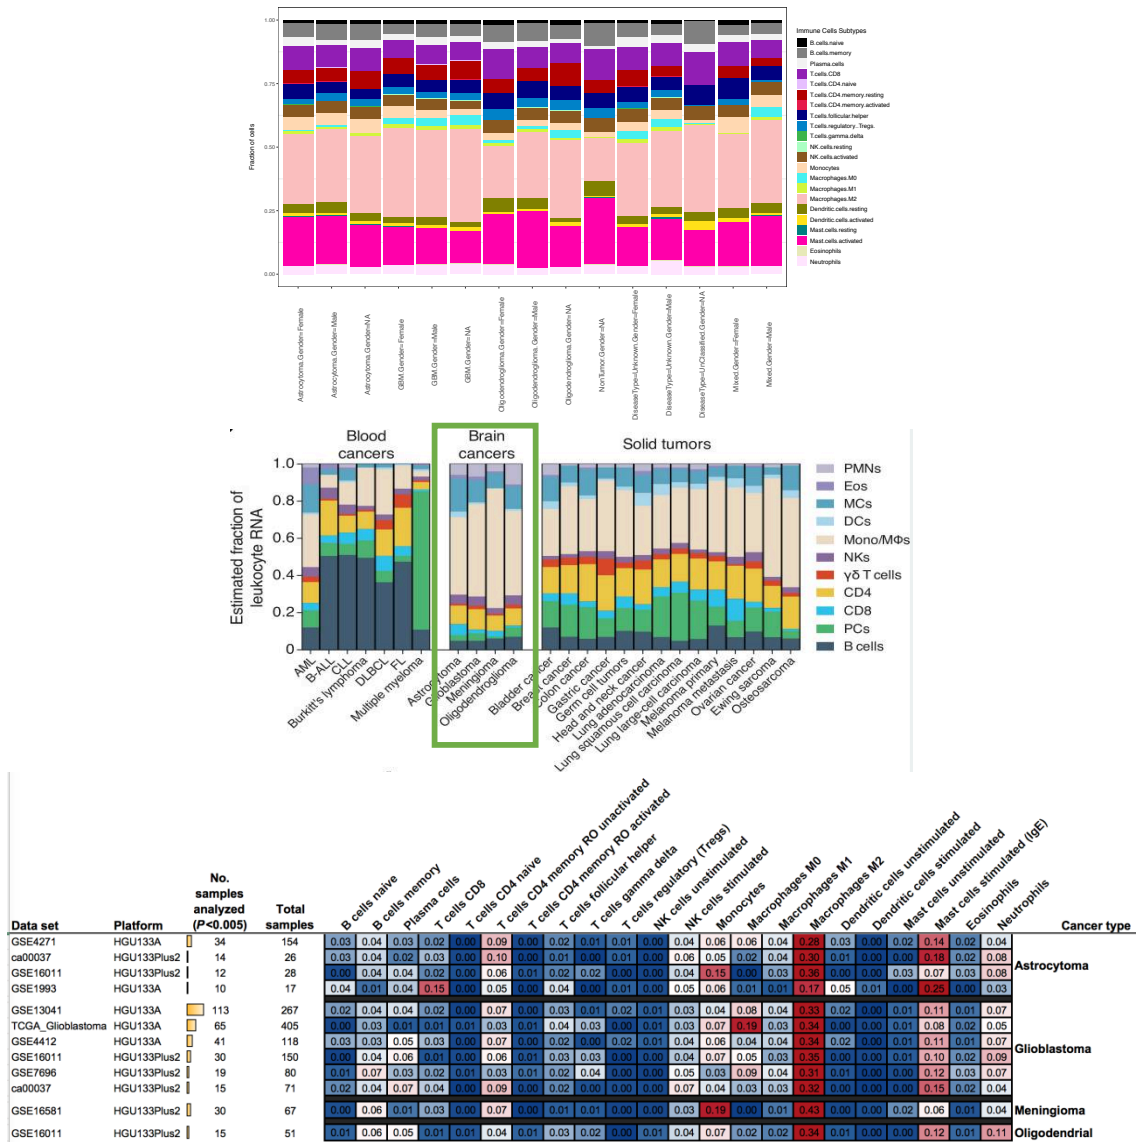 Immune Cells Subtypes
B.cells.naive
B.cells.memory
Plasma.cells
T.cells.CD8
T.cells.CD4.naive
T.cells.CD4.memory.resting
T.cells.CD4.memory.activated
T.cells.follicular.helper
T.cells.regulatory..Tregs.
T.cells.gamma.delta
NK.cells.resting
NK.cells.activated
Monocytes
Macrophages.M0
Macrophages.M1
Macrophages.M2
Dendritic.cells.resting
Dendritic.cells.activated
Mast.cells.resting
Mast.cells.activated
Eosinophils
Neutrophils
Fraction of cells
1.00
0.75
0.50
0.25
0.00
Astrocytoma.Gender=Female
Astrocytoma.Gender=Male
Astrocytoma.Gender=NA
GBM.Gender=Female
GBM.Gender=Male
GBM.Gender=NA
Oligodendroglioma.Gender=Female
Oligodendroglioma. Gender=Male
Oligodendroglioma.Gender=NA
NonTumor.Gender=NA
DiseaseType=Unknown.Gender=Female
DiseaseType=Unknown.Gender=Male
DiseaseType=UnClassified.Gender=NA
Mixed.Gender=Female
Mixed.Gender=Male
Blood cancers
Brain cancers
Solid tumors
Estimated fraction of leukocyte RNA
1.0
0.8
0.6
0.4
0.2
0
PMNs
Eos
MCs
DCs
Mono/MΦs
NKs
γδ T cells
CD4
CD8
PCs
B cells
AML
B-ALL
CLL
Burkitt's lymphoma
DLBCL
FL
Multiple myeloma
Astrocytoma
Glioblastoma
Meningioma
Oligodendroglioma
Bladder cancer
Breast cancer
Colon cancer
Gastric cancer
Germ cell tumors
Head and neck cancer
Lung adenocarcinoma
Lung squamous cell carcinoma
Lung large-cell carcinoma
Melanoma primary
Melanoma metastasis
Ovarian cancer
Ewing sarcoma
Osteosarcoma
Data set Platform No. samples analyzed (P<0.005) Total samples
B cells naive
B cells memory
Plasma cells
T cells CD8
T cells CD4 naive
T cells CD4 memory RO unactivated
T cells CD4 memory RO activated
T cells follicular helper
T cells gamma delta
T cells regulatory (Tregs)
NK cells unstimulated
NK cells stimulated
Monocytes
Macrophages M0
Macrophages M1
Macrophages M2
Dendritic cells unstimulated
Dendritic cells stimulated
Mast cells unstimulated
Mast cells stimulated (IgE)
Eosinophils
Neutrophils
Cancer type
GSE4271 HGU133A 34 154 0.03 0.04 0.03 0.02 0.00 0.09 0.00 0.02 0.01 0.01 0.00 0.04 0.06 0.06 0.04 0.28 0.03 0.00 0.02 0.14 0.02 0.04
ca00037 HGU133Plus2 14 26 0.03 0.04 0.02 0.03 0.00 0.10 0.00 0.02 0.01 0.00 0.00 0.06 0.05 0.02 0.04 0.30 0.01 0.00 0.00 0.18 0.02 0.08
GSE16011 HGU133Plus2 12 28 0.00 0.03 0.04 0.02 0.00 0.06 0.01 0.02 0.02 0.00 0.00 0.04 0.15 0.00 0.03 0.36 0.00 0.00 0.03 0.07 0.03 0.08
GSE1993 HGU133A 10 17 0.04 0.01 0.04 0.15 0.00 0.05 0.00 0.04 0.00 0.02 0.00 0.05 0.06 0.01 0.01 0.17 0.05 0.01 0.00 0.25 0.00 0.03
Astrocytoma
GSE13041 HGU133A 113 267 0.02 0.04 0.04 0.02 0.00 0.07 0.00 0.02 0.01 0.01 0.00 0.03 0.04 0.08 0.04 0.33 0.02 0.00 0.01 0.11 0.01 0.07
TCGA_Glioblastoma HGU133A 65 405 0.00 0.03 0.01 0.01 0.01 0.03 0.01 0.04 0.03 0.00 0.01 0.02 0.07 0.19 0.03 0.34 0.01 0.00 0.01 0.08 0.02 0.05
GSE4412 HGU133A 41 118 0.00 0.03 0.05 0.03 0.00 0.07 0.00 0.03 0.01 0.02 0.00 0.03 0.06 0.06 0.04 0.34 0.02 0.01 0.00 0.11 0.01 0.07
GSE16011 HGU133Plus2 30 150 0.00 0.04 0.06 0.02 0.01 0.06 0.00 0.02 0.03 0.01 0.00 0.04 0.07 0.05 0.03 0.35 0.00 0.00 0.01 0.10 0.02 0.09
GSE7696 HGU133Plus2 19 80 0.01 0.07 0.03 0.02 0.00 0.03 0.01 0.02 0.04 0.00 0.00 0.05 0.03 0.09 0.04 0.31 0.01 0.00 0.01 0.12 0.03 0.07
ca00037 HGU133Plus2 15 71 0.02 0.04 0.07 0.04 0.00 0.09 0.00 0.02 0.01 0.00 0.00 0.07 0.04 0.03 0.03 0.32 0.00 0.00 0.00 0.15 0.02 0.04
Glioblastoma
GSE16581 HGU133Plus2 30 67 0.00 0.06 0.01 0.03 0.00 0.07 0.00 0.02 0.02 0.00 0.00 0.03 0.19 0.00 0.01 0.43 0.00 0.00 0.02 0.06 0.01 0.04
Meningioma
GSE16011 HGU133Plus2 15 51 0.01 0.06 0.05 0.01 0.01 0.04 0.01 0.03 0.02 0.00 0.01 0.04 0.07 0.02 0.02 0.34 0.00 0.00 0.01 0.12 0.01 0.11
Oligodendrial